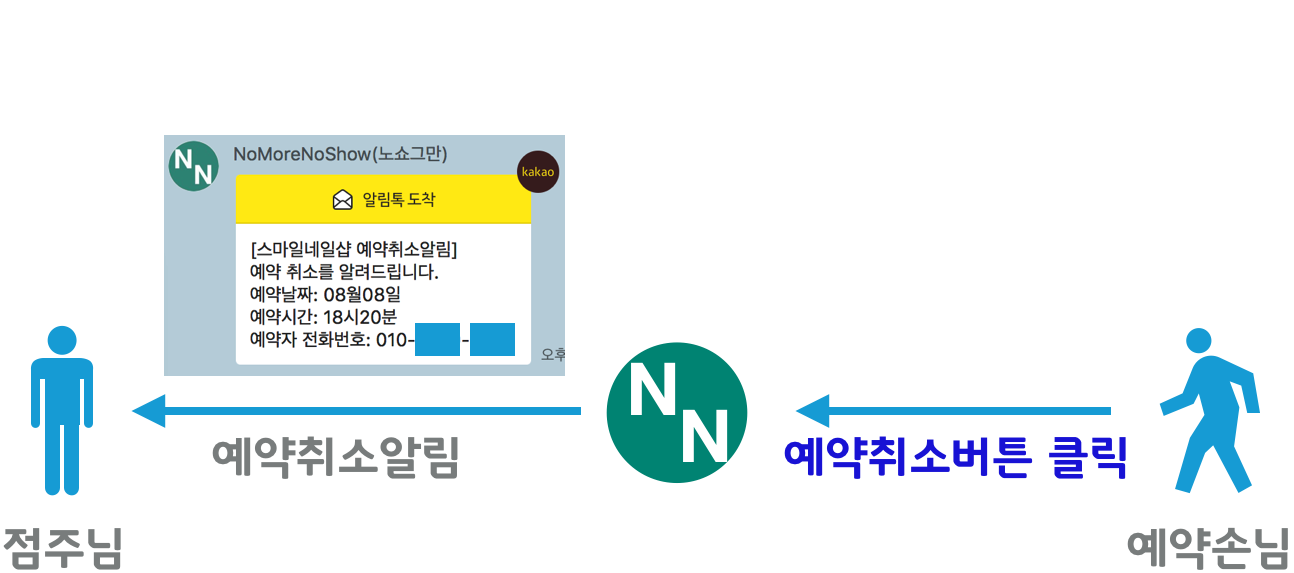 NN
NoMoreNoShow(노쇼그만)
kakao
알림톡 도착
[스마일네일샵 예약취소알림]
예약 취소를 알려드립니다.
예약날짜: 08월08일
예약시간: 18시20분
예약자 전화번호: 010- -
오후
NN
예약취소알림
예약취소버튼 클릭
점주님
예약손님